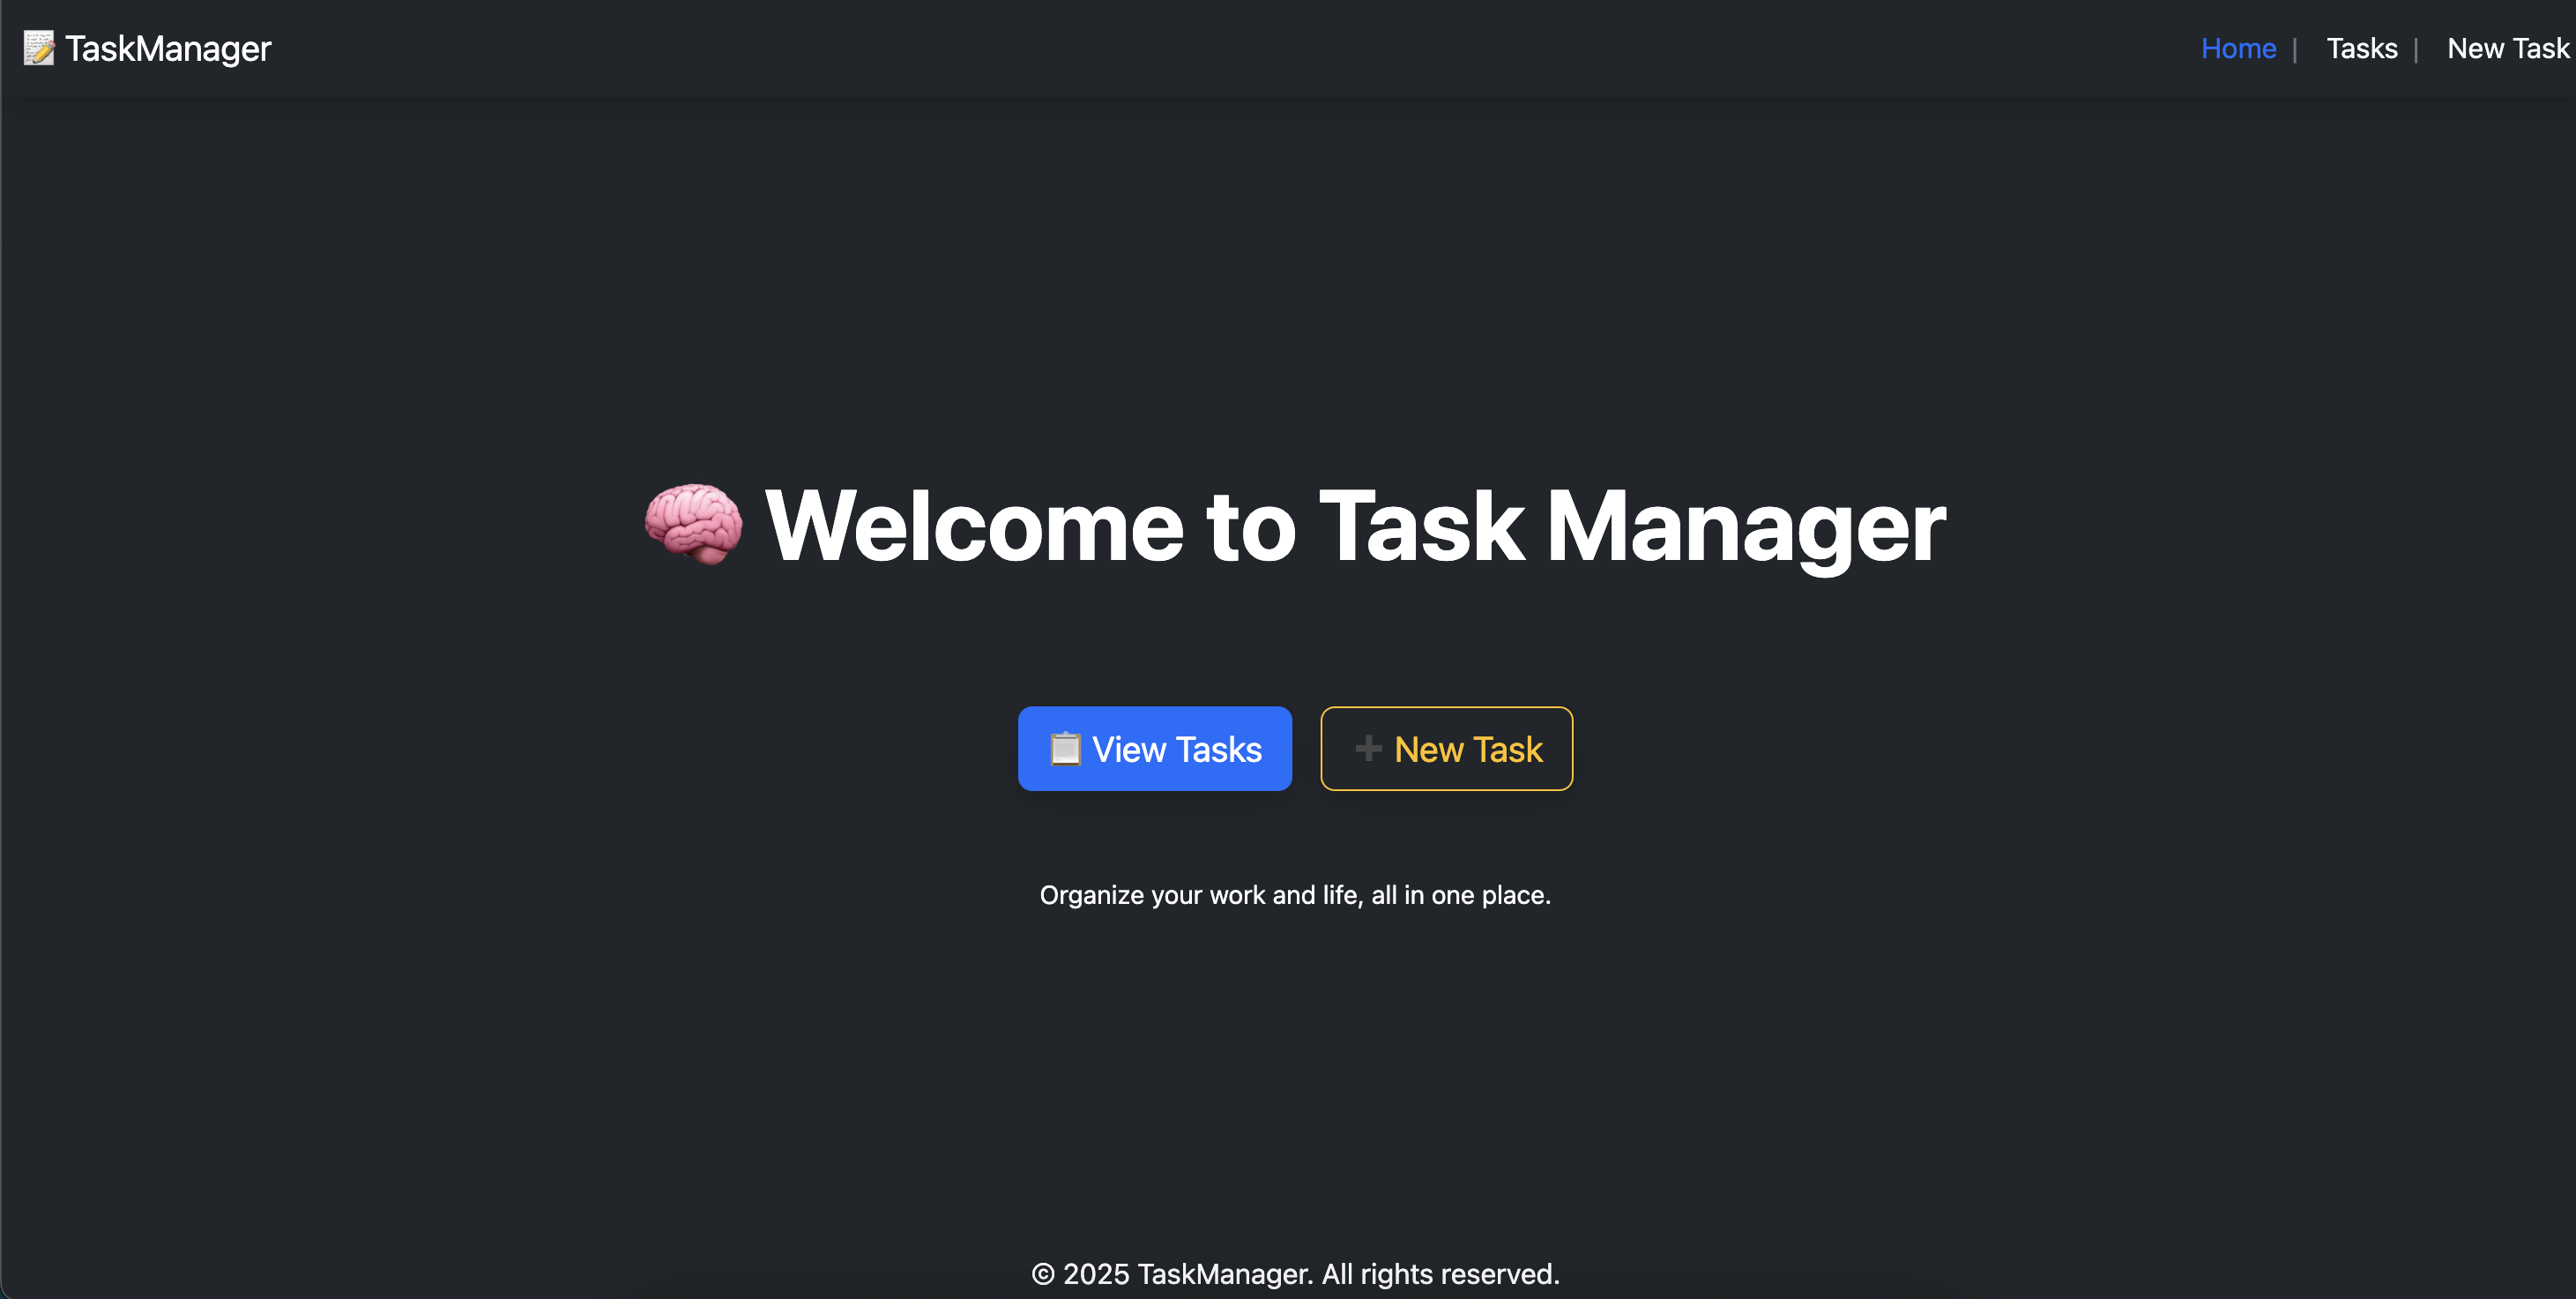 📝 TaskManager
Home | Tasks | New Task
🧠 Welcome to Task Manager
📋 View Tasks
➕ New Task
Organize your work and life, all in one place.
© 2025 TaskManager. All rights reserved.